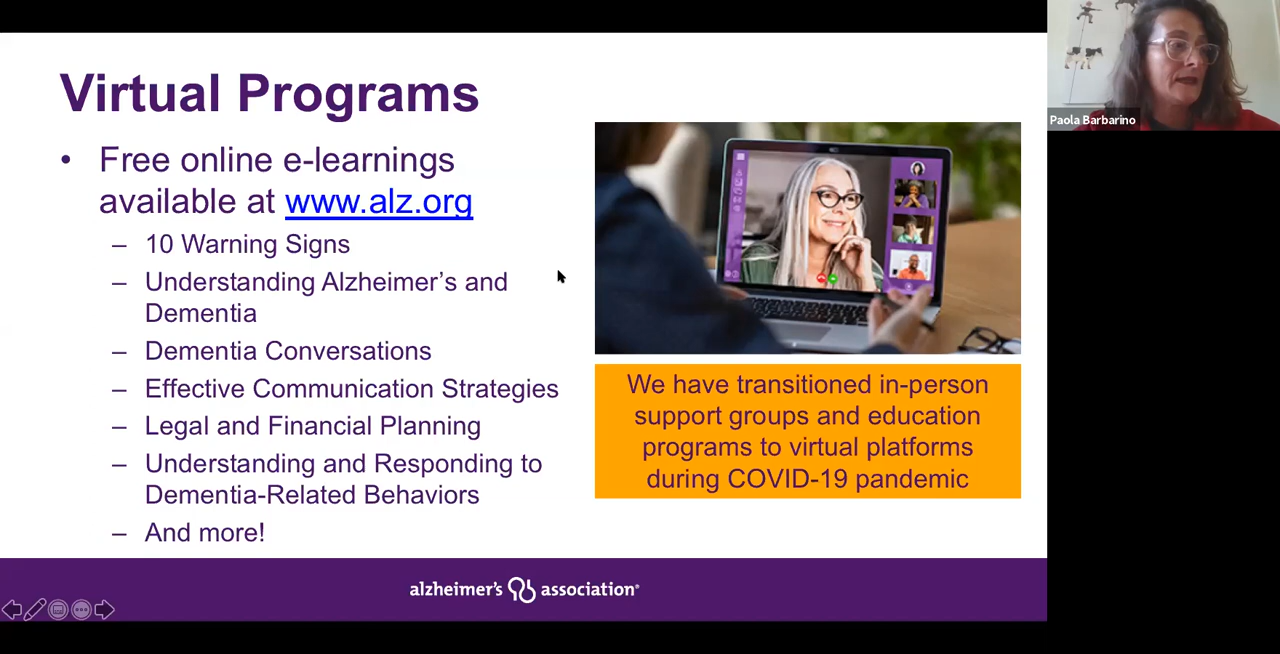 Virtual Programs
• Free online e-learnings
available at www.alz.org
– 10 Warning Signs
– Understanding Alzheimer's and
Dementia
– Dementia Conversations
– Effective Communication Strategies
– Legal and Financial Planning
– Understanding and Responding to
Dementia-Related Behaviors
– And more!
We have transitioned in-person
support groups and education
programs to virtual platforms
during COVID-19 pandemic
alzheimer's association®
Paola Barbarino